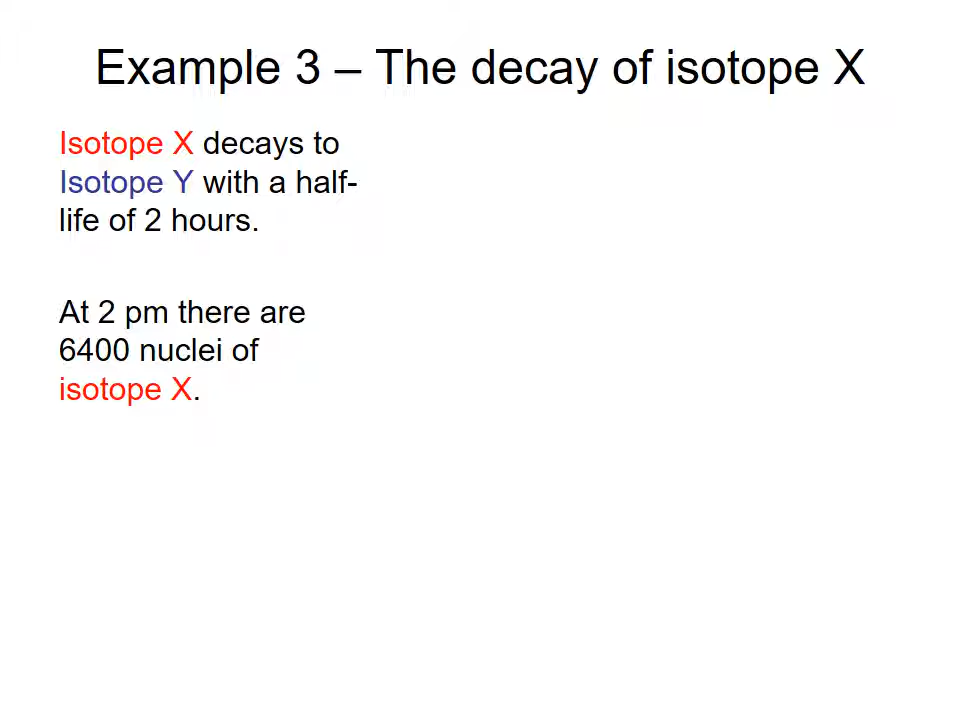 Example 3 – The decay of isotope X
Isotope X decays to
Isotope Y with a half-
life of 2 hours.
At 2 pm there are
6400 nuclei of
isotope X.